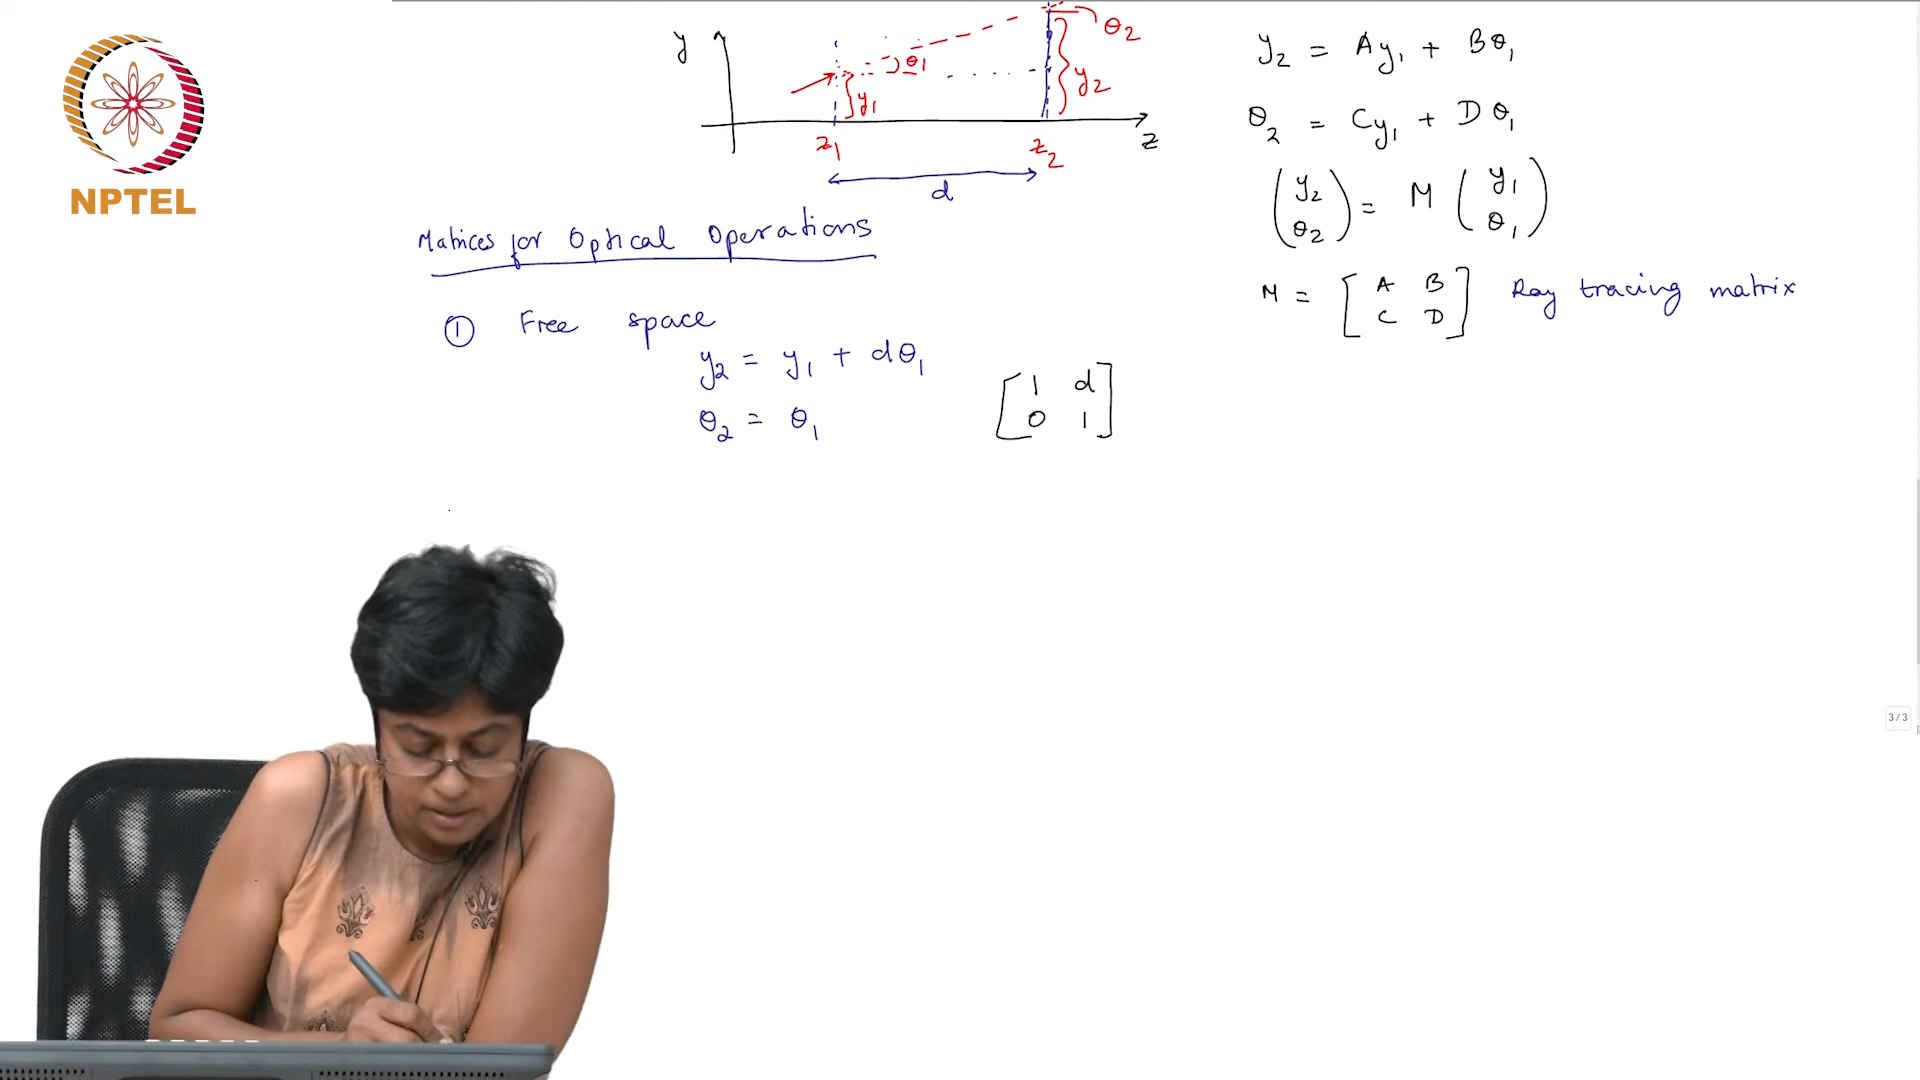 NPTEL
y
θ1
θ2
y1
y2
z1
z2
z
d
Matrices for Optical Operations
① Free space
y2 = y1 + dθ1
θ2 = θ1
[1 d
0 1]
y2 = Ay1 + Bθ1
θ2 = Cy1 + Dθ1
(y2
θ2) = M (y1
θ1)
M = [A B
C D] Ray tracing matrix
3/3